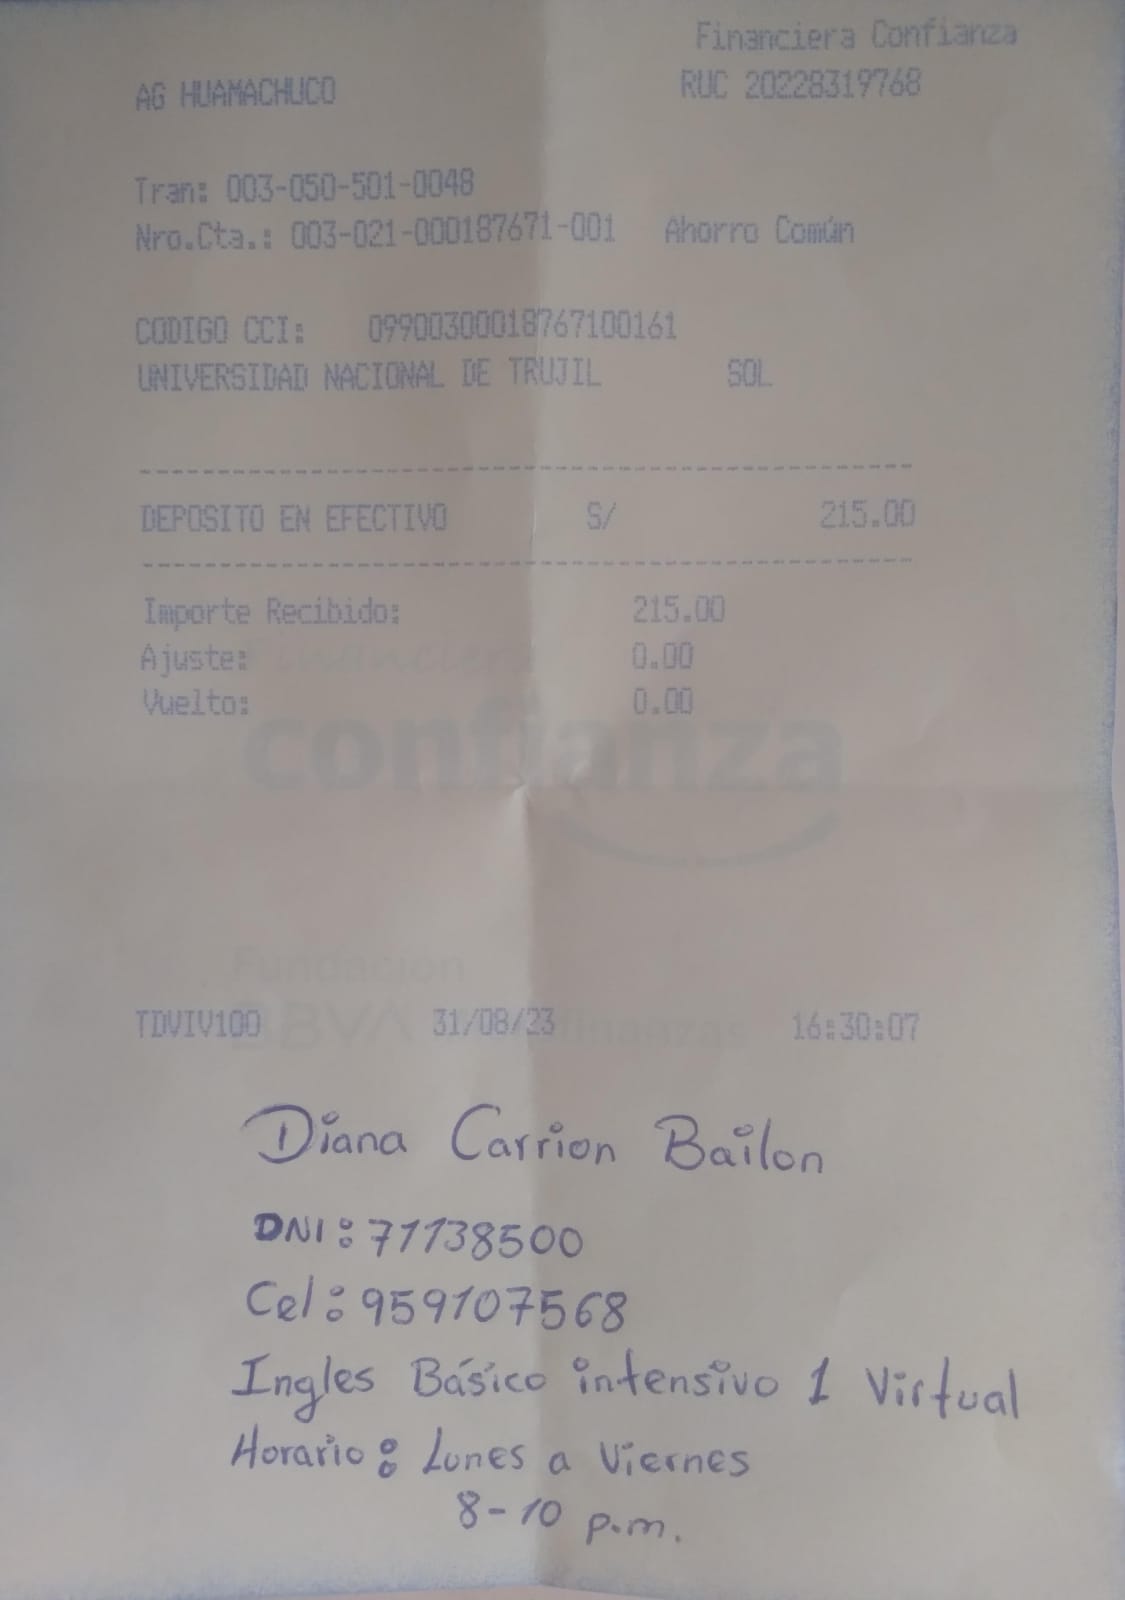 Financiera Confianza
AG HUAMACHUCO RUC 20228319768
Tran: 003-050-501-0048
Nro.Cta.: 003-021-000187671-001 Ahorro Común
CODIGO CCI: 09900300018767100161
UNIVERSIDAD NACIONAL DE TRUJIL SOL
DEPOSITO EN EFECTIVO S/ 215.00
Importe Recibido: 215.00
Ajuste: 0.00
Vuelto: 0.00
Financiera
confianza
Fundación
BBVA
TDVIV100 31/08/23 16:30:07
Diana Carrion Bailon
DNI: 71138500
Cel: 959107568
Ingles Básico intensivo 1 Virtual
Horario: Lunes a Viernes
8-10 p.m.